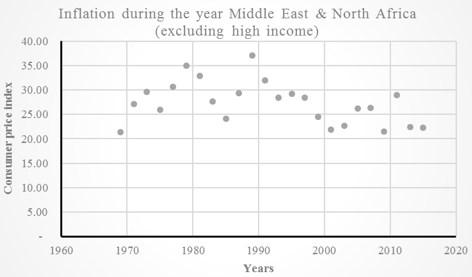 Inflation during the year Middle East & North Africa
(excluding high income)
Consumer price index
40.00
35.00
30.00
25.00
20.00
15.00
10.00
5.00
-
1960 1970 1980 1990 2000 2010 2020
Years